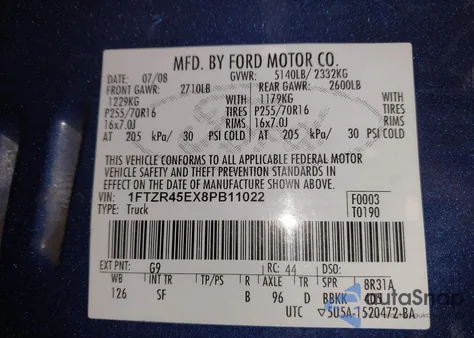 MFD. BY FORD MOTOR CO.
DATE: 07/08 GVWR: 5140LB/ 2332KG
FRONT GAWR: 2710LB REAR GAWR: 2600LB
1229KG WITH 1179KG WITH
P255/70R16 TIRES P255/70R16 TIRES
16x7.0J RIMS 16x7.0J RIMS
AT 205 kPa/ 30 PSI COLD AT 205 kPa/ 30 PSI COLD
THIS VEHICLE CONFORMS TO ALL APPLICABLE FEDERAL MOTOR
VEHICLE SAFETY AND THEFT PREVENTION STANDARDS IN
EFFECT ON THE DATE OF MANUFACTURE SHOWN ABOVE.
VIN: 1FTZR45EX8PB11022 F0003
TYPE: Truck T0190
EXT PNT: G9 RC: 44 DSO:
WB INT TR TP/PS R AXLE TR SPR 8R31A
126 SF B 96 D BBKK
AutoSnap
UTC 5U5A-1520472-BA